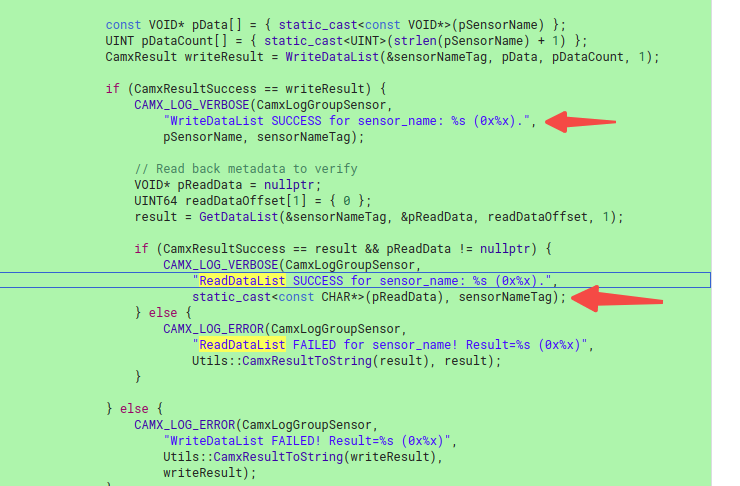 const VOID* pData[] = { static_cast<const VOID*>(pSensorName) };
UINT pDataCount[] = { static_cast<UINT>(strlen(pSensorName) + 1) };
CamxResult writeResult = WriteDataList(&sensorNameTag, pData, pDataCount, 1);
if (CamxResultSuccess == writeResult) {
CAMX_LOG_VERBOSE(CamxLogGroupSensor,
"WriteDataList SUCCESS for sensor_name: %s (0x%x).",
pSensorName, sensorNameTag);
// Read back metadata to verify
VOID* pReadData = nullptr;
UINT64 readDataOffset[1] = { 0 };
result = GetDataList(&sensorNameTag, &pReadData, readDataOffset, 1);
if (CamxResultSuccess == result && pReadData != nullptr) {
CAMX_LOG_VERBOSE(CamxLogGroupSensor,
"ReadDataList SUCCESS for sensor_name: %s (0x%x).",
static_cast<const CHAR*>(pReadData), sensorNameTag);
} else {
CAMX_LOG_ERROR(CamxLogGroupSensor,
"ReadDataList FAILED for sensor_name! Result=%s (0x%x)",
Utils::CamxResultToString(result), result);
}
} else {
CAMX_LOG_ERROR(CamxLogGroupSensor,
"WriteDataList FAILED! Result=%s (0x%x)",
Utils::CamxResultToString(writeResult),
writeResult);